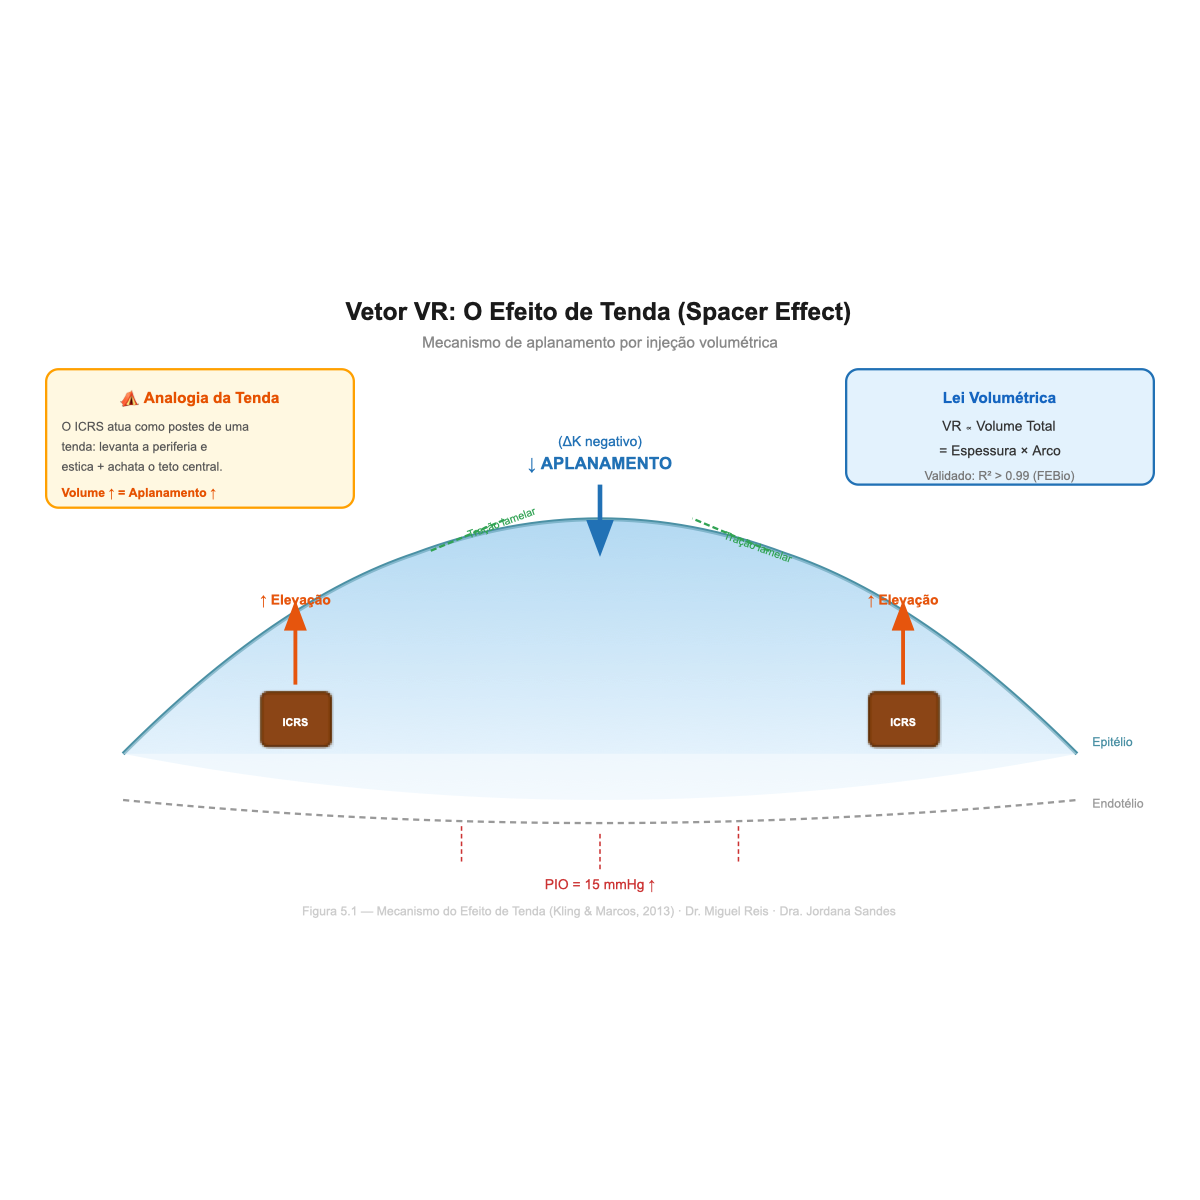 Vetor VR: O Efeito de Tenda (Spacer Effect)
Mecanismo de aplanamento por injeção volumétrica
Analogia da Tenda
O ICRS atua como postes de uma
tenda: levanta a periferia e
estica + achata o teto central.
Volume ↑ = Aplanamento ↑
Lei Volumétrica
VR ∝ Volume Total
= Espessura × Arco
Validado: R² > 0.99 (FEBio)
(ΔK negativo)
↓ APLANAMENTO
Tração lamelar
Tração lamelar
↑ Elevação
↑ Elevação
ICRS
ICRS
Epitélio
Endotélio
PIO = 15 mmHg ↑
Figura 5.1 — Mecanismo do Efeito de Tenda (Kling & Marcos, 2013) · Dr. Miguel Reis · Dra. Jordana Sandes